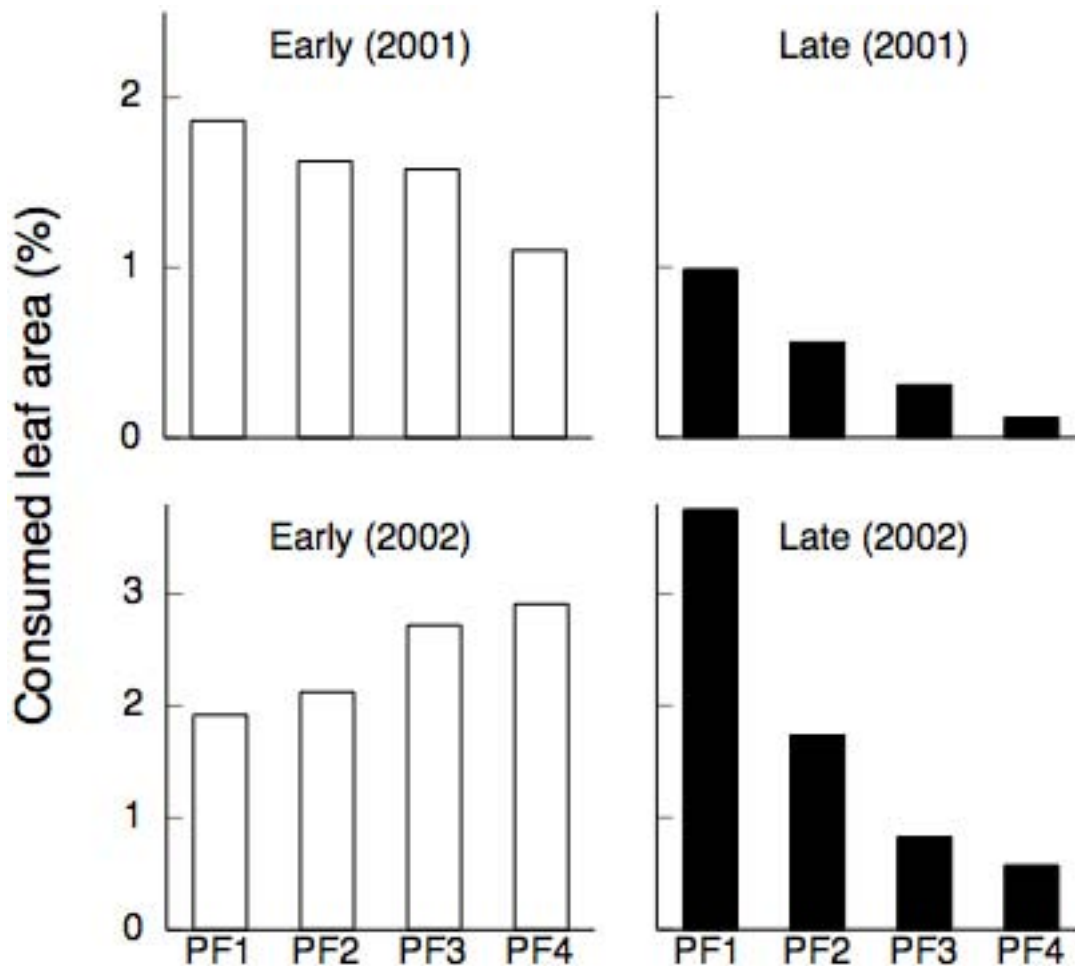 Consumed leaf area (%)
Early (2001)
2
1
0
Late (2001)
Early (2002)
3
2
1
0
PF1 PF2 PF3 PF4
Late (2002)
PF1 PF2 PF3 PF4